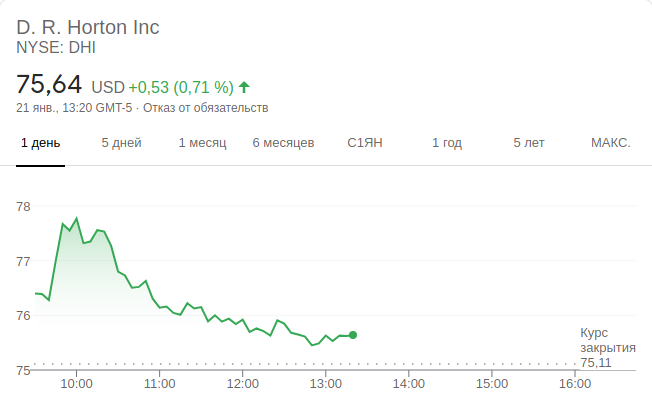 D. R. Horton Inc
NYSE: DHI
75,64 USD +0,53 (0,71 %)
21 янв., 13:20 GMT-5 · Отказ от обязательств
1 день 5 дней 1 месяц 6 месяцев С1ЯН 1 год 5 лет МАКС.
78
77
76
Курс
закрытия
75,11
75
10:00 11:00 12:00 13:00 14:00 15:00 16:00